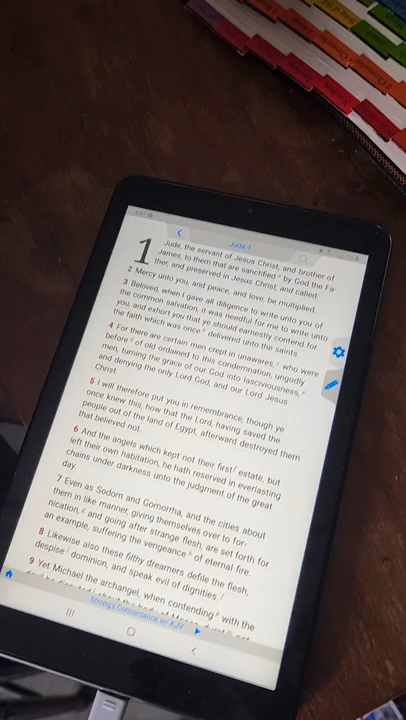 Jude 1
1 Jude, the servant of Jesus Christ, and brother of
James, to them that are sanctified a by God the Fa-
ther, and preserved in Jesus Christ, and called:
2 Mercy unto you, and peace, and love, be multiplied.
3 Beloved, when I gave all diligence to write unto you of
the common salvation, it was needful for me to write unto
you, and exhort you that ye should earnestly contend for
the faith which was once b delivered unto the saints.
4 For there are certain men crept in unawares, c who were
before d of old ordained to this condemnation, ungodly
men, turning the grace of our God into lasciviousness, e
and denying the only Lord God, and our Lord Jesus
Christ.
5 I will therefore put you in remembrance, though ye
once knew this, how that the Lord, having saved the
people out of the land of Egypt, afterward destroyed them
that believed not.
6 And the angels which kept not their first f estate, but
left their own habitation, he hath reserved in everlasting
chains under darkness unto the judgment of the great
day.
7 Even as Sodom and Gomorrha, and the cities about
them in like manner, giving themselves over to for-
nication, g and going after strange flesh, are set forth for
an example, suffering the vengeance h of eternal fire.
8 Likewise also these filthy dreamers defile the flesh,
despise i dominion, and speak evil of dignities. j
9 Yet Michael the archangel, when contending k with the
Strong's Concordance w/ KJV